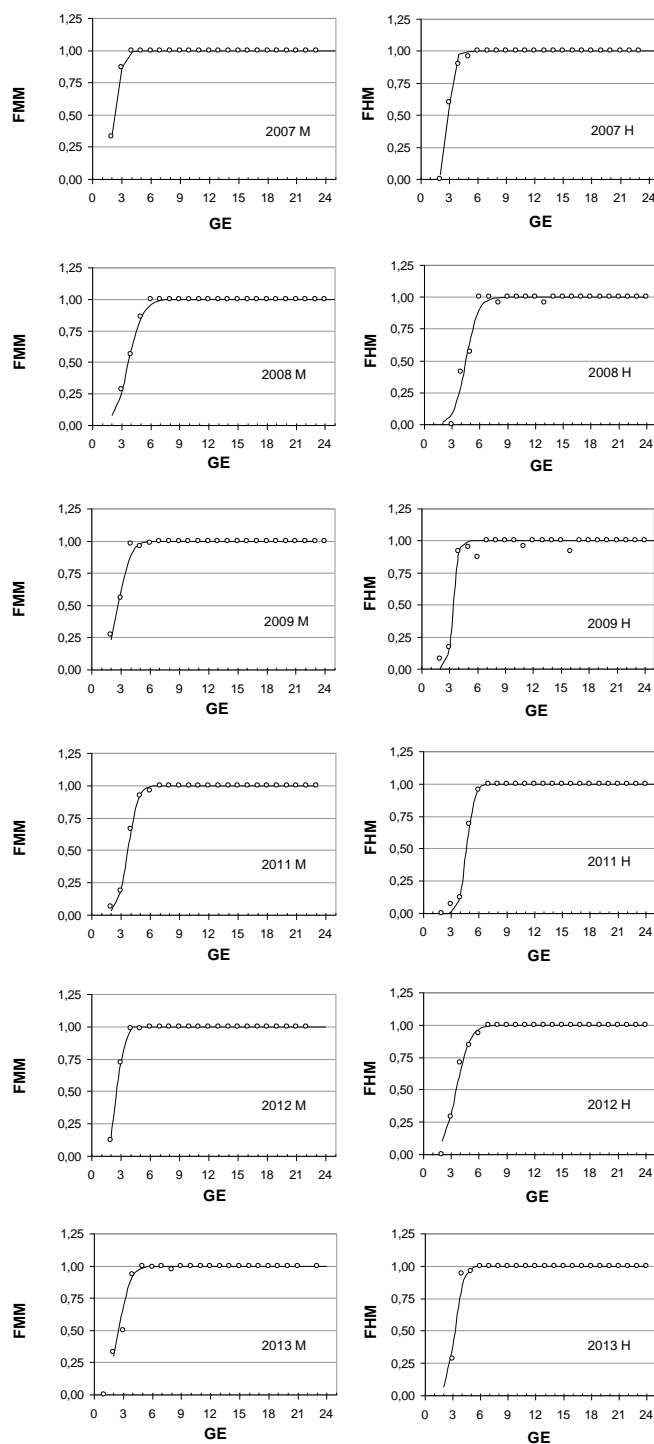 1,25
1,00
0,75
0,50
0,25
0,00
FMM
2007 M
0 3 6 9 12 15 18 21 24
GE
1,25
1,00
0,75
0,50
0,25
0,00
FHM
2007 H
0 3 6 9 12 15 18 21 24
GE
1,25
1,00
0,75
0,50
0,25
0,00
FMM
2008 M
0 3 6 9 12 15 18 21 24
GE
1,25
1,00
0,75
0,50
0,25
0,00
FHM
2008 H
0 3 6 9 12 15 18 21 24
GE
1,25
1,00
0,75
0,50
0,25
0,00
FMM
2009 M
0 3 6 9 12 15 18 21 24
GE
1,25
1,00
0,75
0,50
0,25
0,00
FHM
2009 H
0 3 6 9 12 15 18 21 24
GE
1,25
1,00
0,75
0,50
0,25
0,00
FMM
2011 M
0 3 6 9 12 15 18 21 24
GE
1,25
1,00
0,75
0,50
0,25
0,00
FHM
2011 H
0 3 6 9 12 15 18 21 24
GE
1,25
1,00
0,75
0,50
0,25
0,00
FMM
2012 M
0 3 6 9 12 15 18 21 24
GE
1,25
1,00
0,75
0,50
0,25
0,00
FHM
2012 H
0 3 6 9 12 15 18 21 24
GE
1,25
1,00
0,75
0,50
0,25
0,00
FMM
2013 M
0 3 6 9 12 15 18 21 24
GE
1,25
1,00
0,75
0,50
0,25
0,00
FHM
2013 H
0 3 6 9 12 15 18 21 24
GE